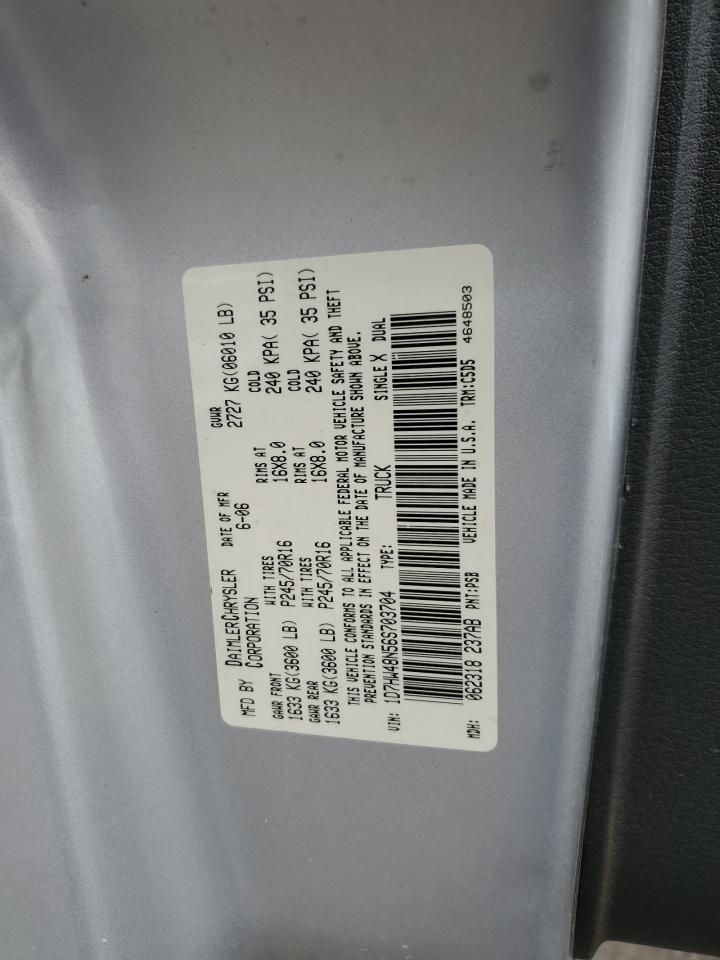 MFD BY DAIMLERCHRYSLER CORPORATION DATE OF MFR 6-06 GVWR 2727 KG(06010 LB)
GAWR FRONT WITH TIRES RIMS AT COLD
1633 KG(3600 LB) P245/70R16 16X8.0 240 KPA( 35 PSI)
GAWR REAR WITH TIRES RIMS AT COLD
1633 KG(3600 LB) P245/70R16 16X8.0 240 KPA( 35 PSI)
THIS VEHICLE CONFORMS TO ALL APPLICABLE FEDERAL MOTOR VEHICLE SAFETY AND THEFT
PREVENTION STANDARDS IN EFFECT ON THE DATE OF MANUFACTURE SHOWN ABOVE.
VIN: 1D7HW48N56S703704 TYPE: TRUCK SINGLE X DUAL
MDH: 062318 237AB PNT:PSB VEHICLE MADE IN U.S.A. TRM:C5D5
4648503